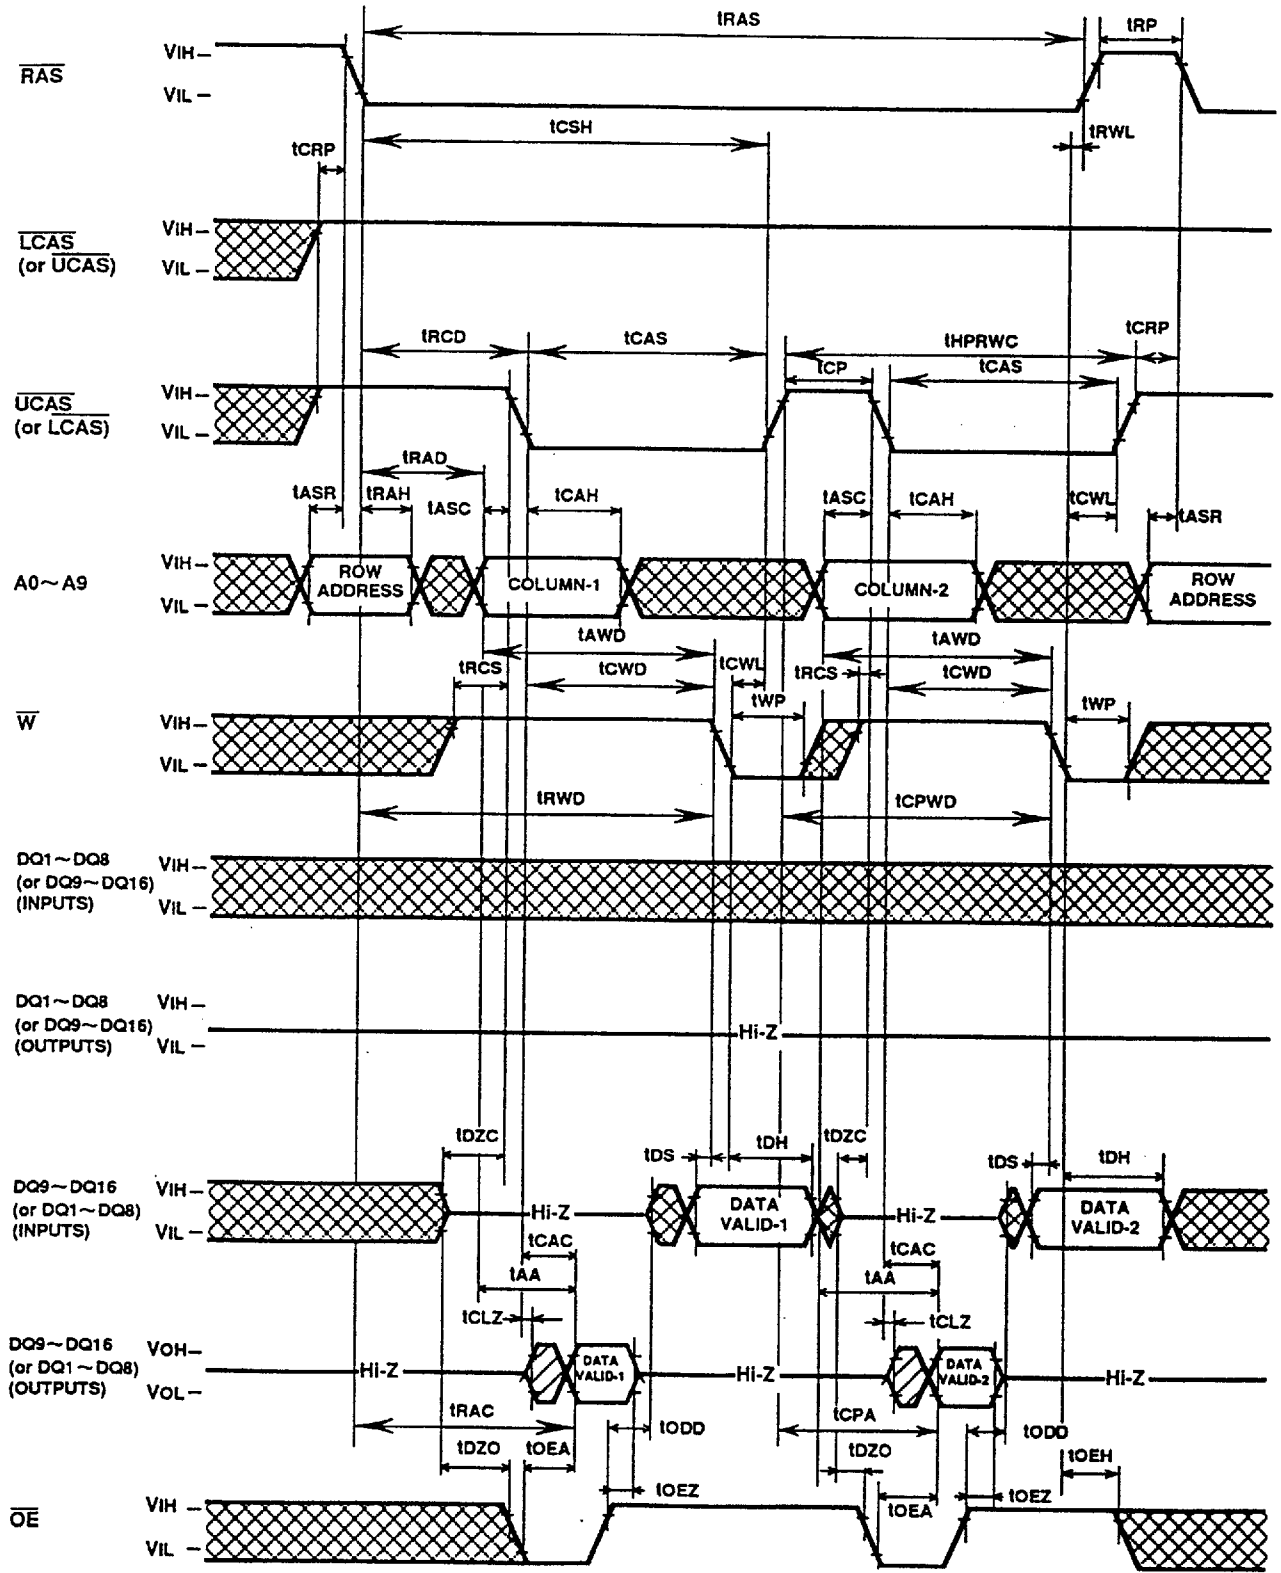 tRAS
tRP
RAS
VIH
VIL
tCSH
tRWL
tCRP
LCAS
(or UCAS)
VIH
VIL
tRCD
tCAS
tHPRWC
tCRP
tCP
tCAS
UCAS
(or LCAS)
VIH
VIL
tRAD
tASR
tRAH
tASC
tCAH
tASC
tCAH
tCWL
tASR
A0~A9
VIH
VIL
ROW
ADDRESS
COLUMN-1
COLUMN-2
ROW
ADDRESS
tAWD
tAWD
tRCS
tCWD
tCWL
tRCS
tCWD
tWP
tWP
W
VIH
VIL
tRWD
tCPWD
DQ1~DQ8
(or DQ9~DQ16)
(INPUTS)
VIH
VIL
DQ1~DQ8
(or DQ9~DQ16)
(OUTPUTS)
VIH
VIL
Hi-Z
tDZC
tDS
tDH
tDZC
tDS
tDH
DQ9~DQ16
(or DQ1~DQ8)
(INPUTS)
VIH
VIL
Hi-Z
DATA
VALID-1
Hi-Z
DATA
VALID-2
tCAC
tCAC
tAA
tAA
tCLZ
tCLZ
DQ9~DQ16
(or DQ1~DQ8)
(OUTPUTS)
VOH
VOL
Hi-Z
DATA
VALID-1
Hi-Z
DATA
VALID-2
Hi-Z
tRAC
tODD
tCPA
tODD
tDZO
tOEA
tDZO
tOEH
tOEZ
tOEA
tOEZ
OE
VIH
VIL